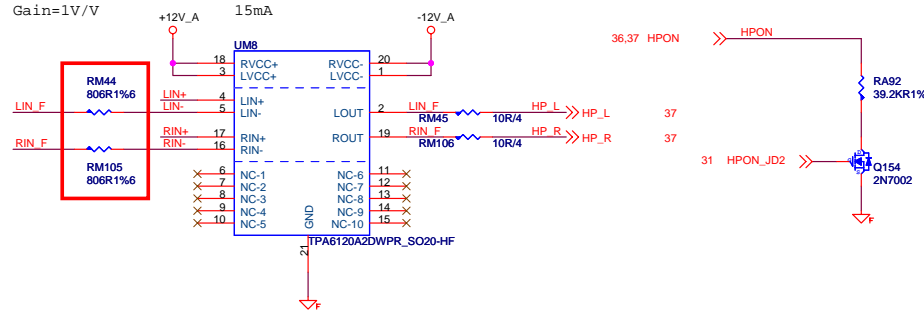 Gain=1V/V
15mA
+12V_A
-12V_A
36,37 HPON
HPON
UM8
18 RVCC+ RVCC- 20
3 LVCC+ LVCC- 1
RM44
806R1%6
RA92
39.2KR1%
LIN+ 4 LIN+
LIN_F LIN- 5 LIN- LOUT 2 LIN_F HP_L HP_L 37
RM45 10R/4
RIN+ 17 RIN+ ROUT 19 RIN_F HP_R HP_R 37
RIN_F RIN- 16 RIN-
RM106 10R/4
RM105
806R1%6
31 HPON_JD2
Q154
2N7002
6 NC-1 NC-6 11
7 NC-2 NC-7 12
8 NC-3 NC-8 13
9 NC-4 NC-9 14
10 NC-5 NC-10 15
GND
21
TPA6120A2DWPR_SO20-HF
F
F